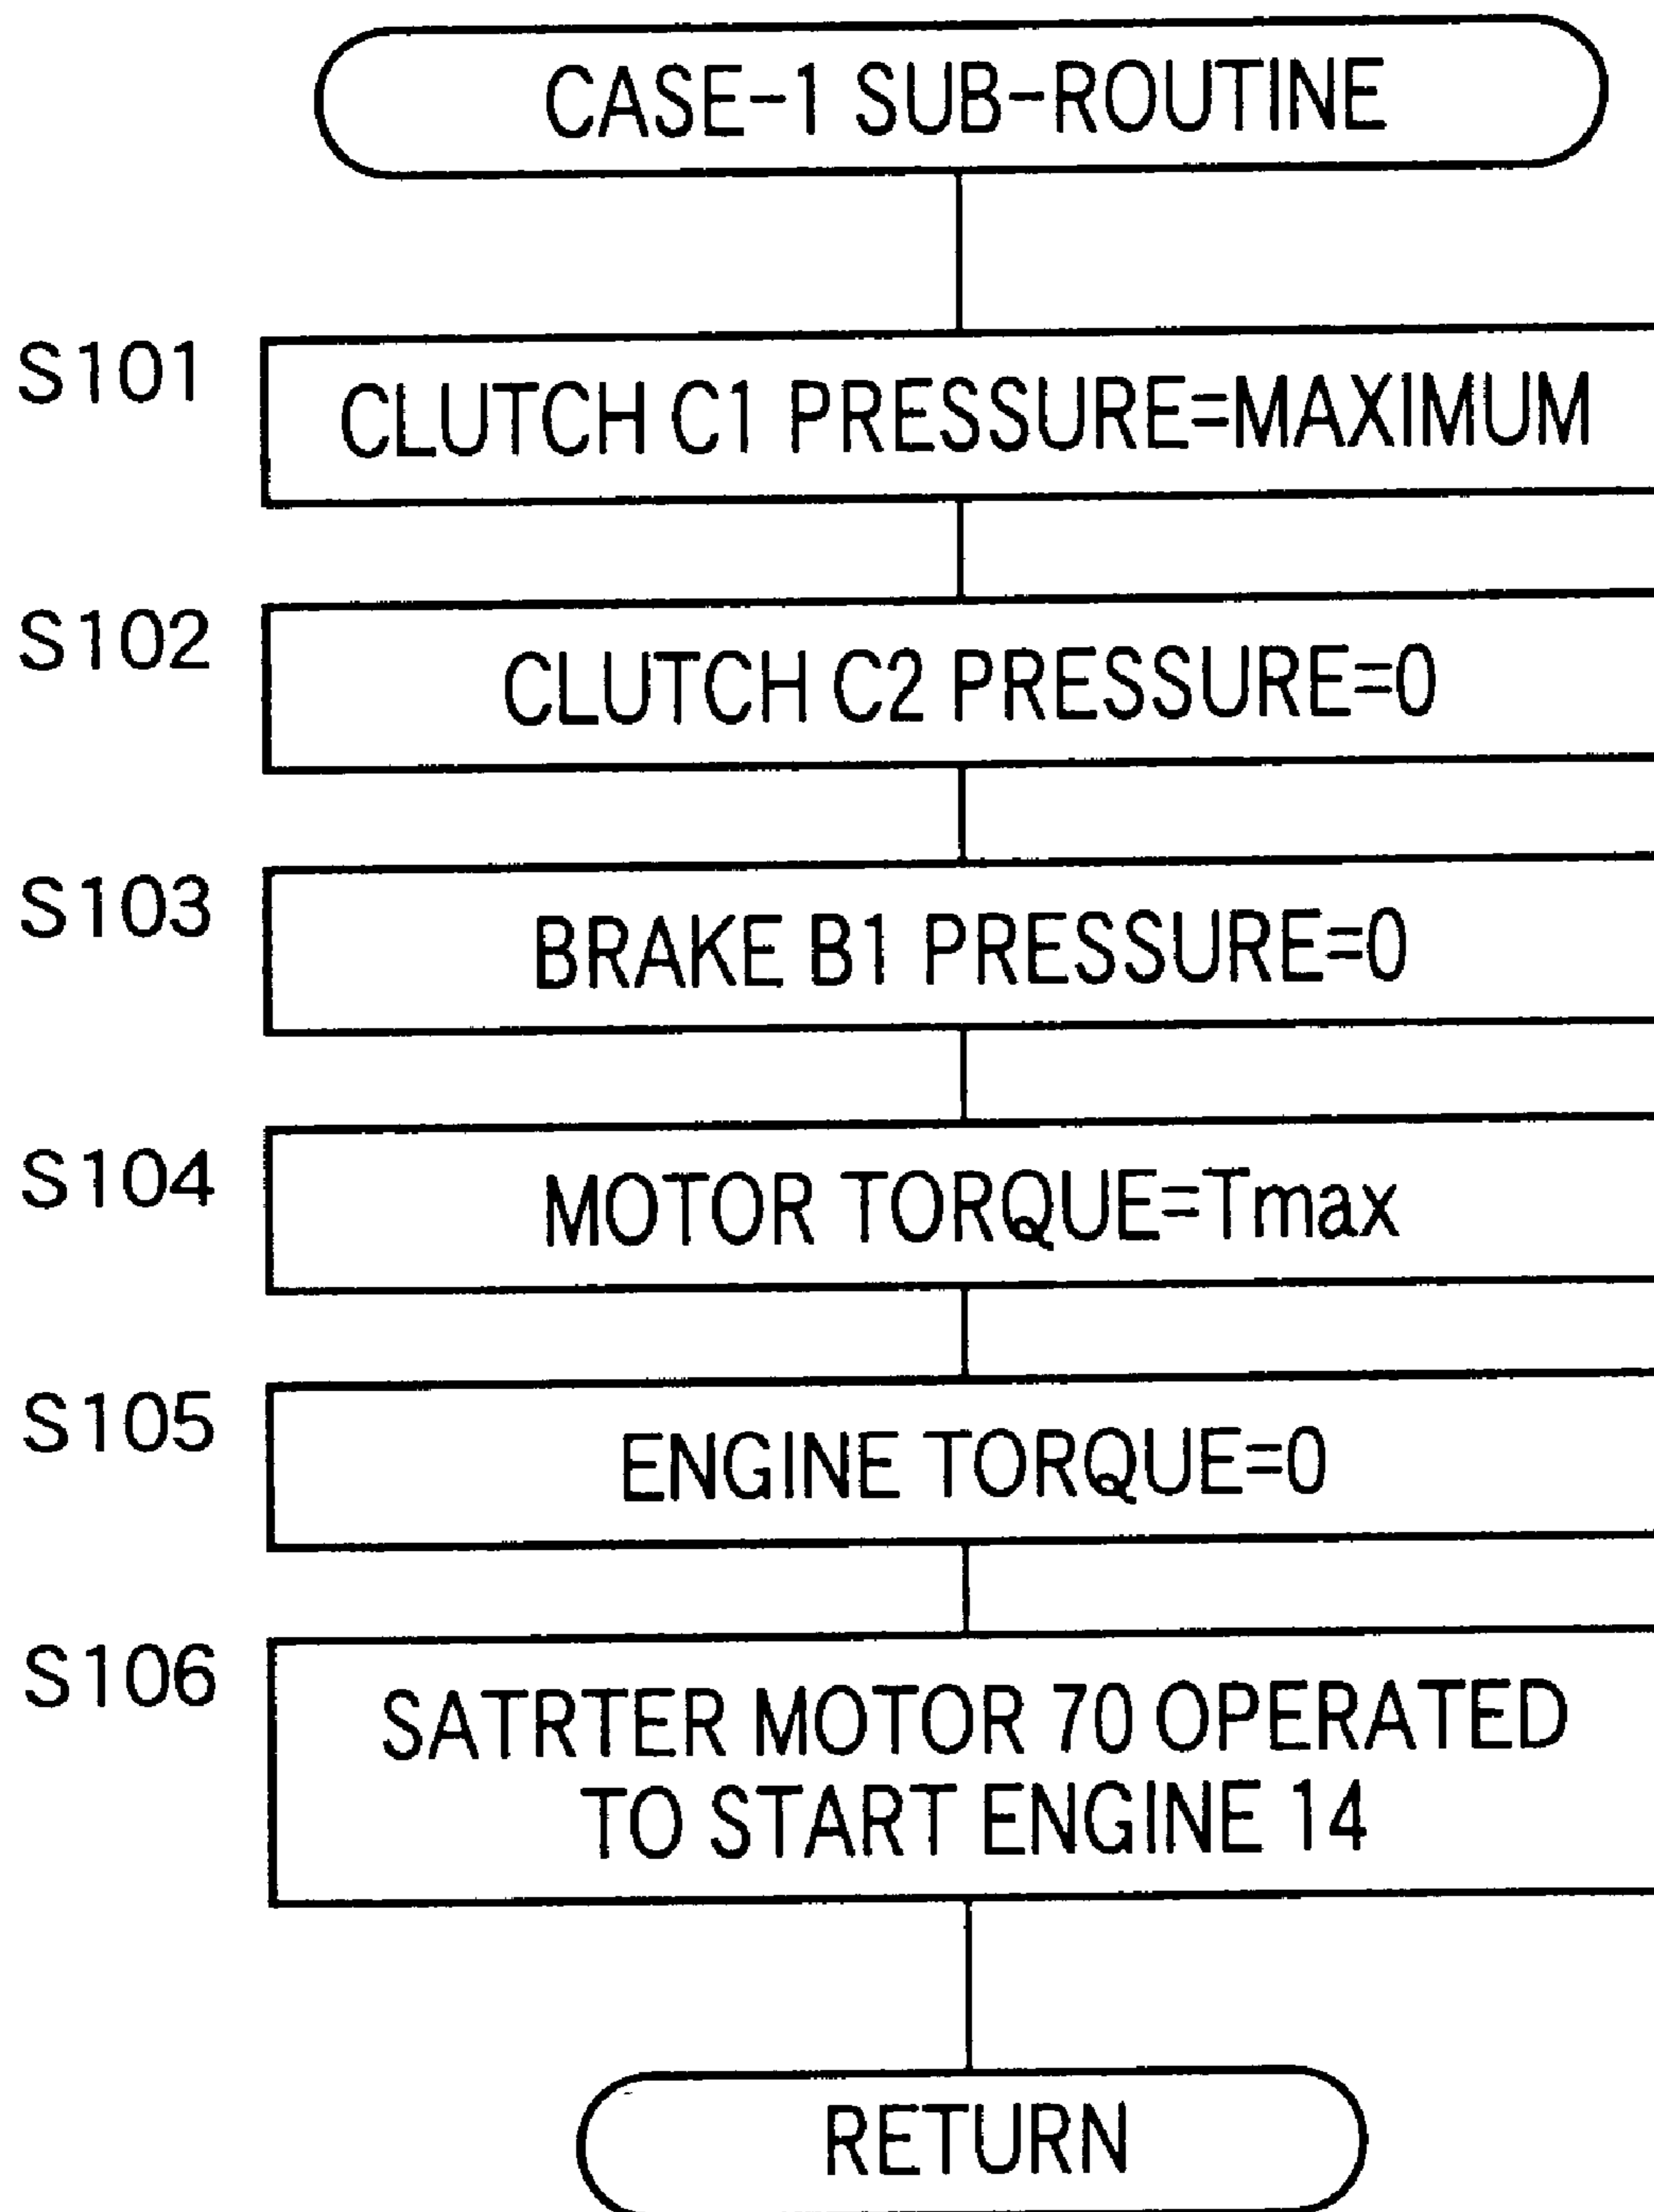 CASE-1 SUB-ROUTINE
S101
CLUTCH C1 PRESSURE=MAXIMUM
S102
CLUTCH C2 PRESSURE=0
S103
BRAKE B1 PRESSURE=0
S104
MOTOR TORQUE=Tmax
S105
ENGINE TORQUE=0
S106
SATRTER MOTOR 70 OPERATED
TO START ENGINE 14
RETURN